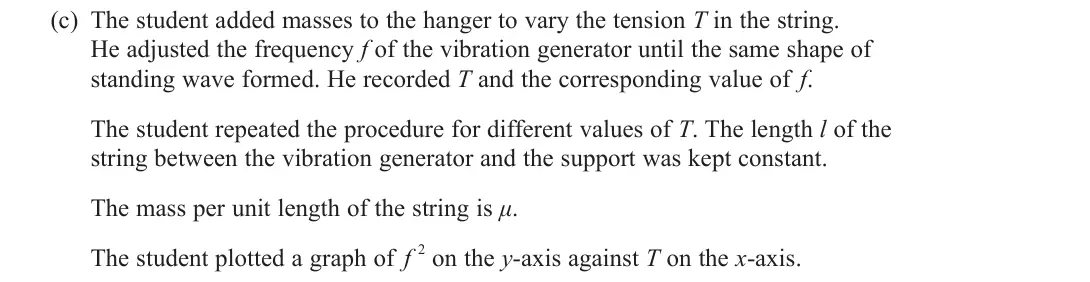 (c) The student added masses to the hanger to vary the tension T in the string.
He adjusted the frequency f of the vibration generator until the same shape of
standing wave formed. He recorded T and the corresponding value of f.
The student repeated the procedure for different values of T. The length l of the
string between the vibration generator and the support was kept constant.
The mass per unit length of the string is μ.
The student plotted a graph of f² on the y-axis against T on the x-axis.